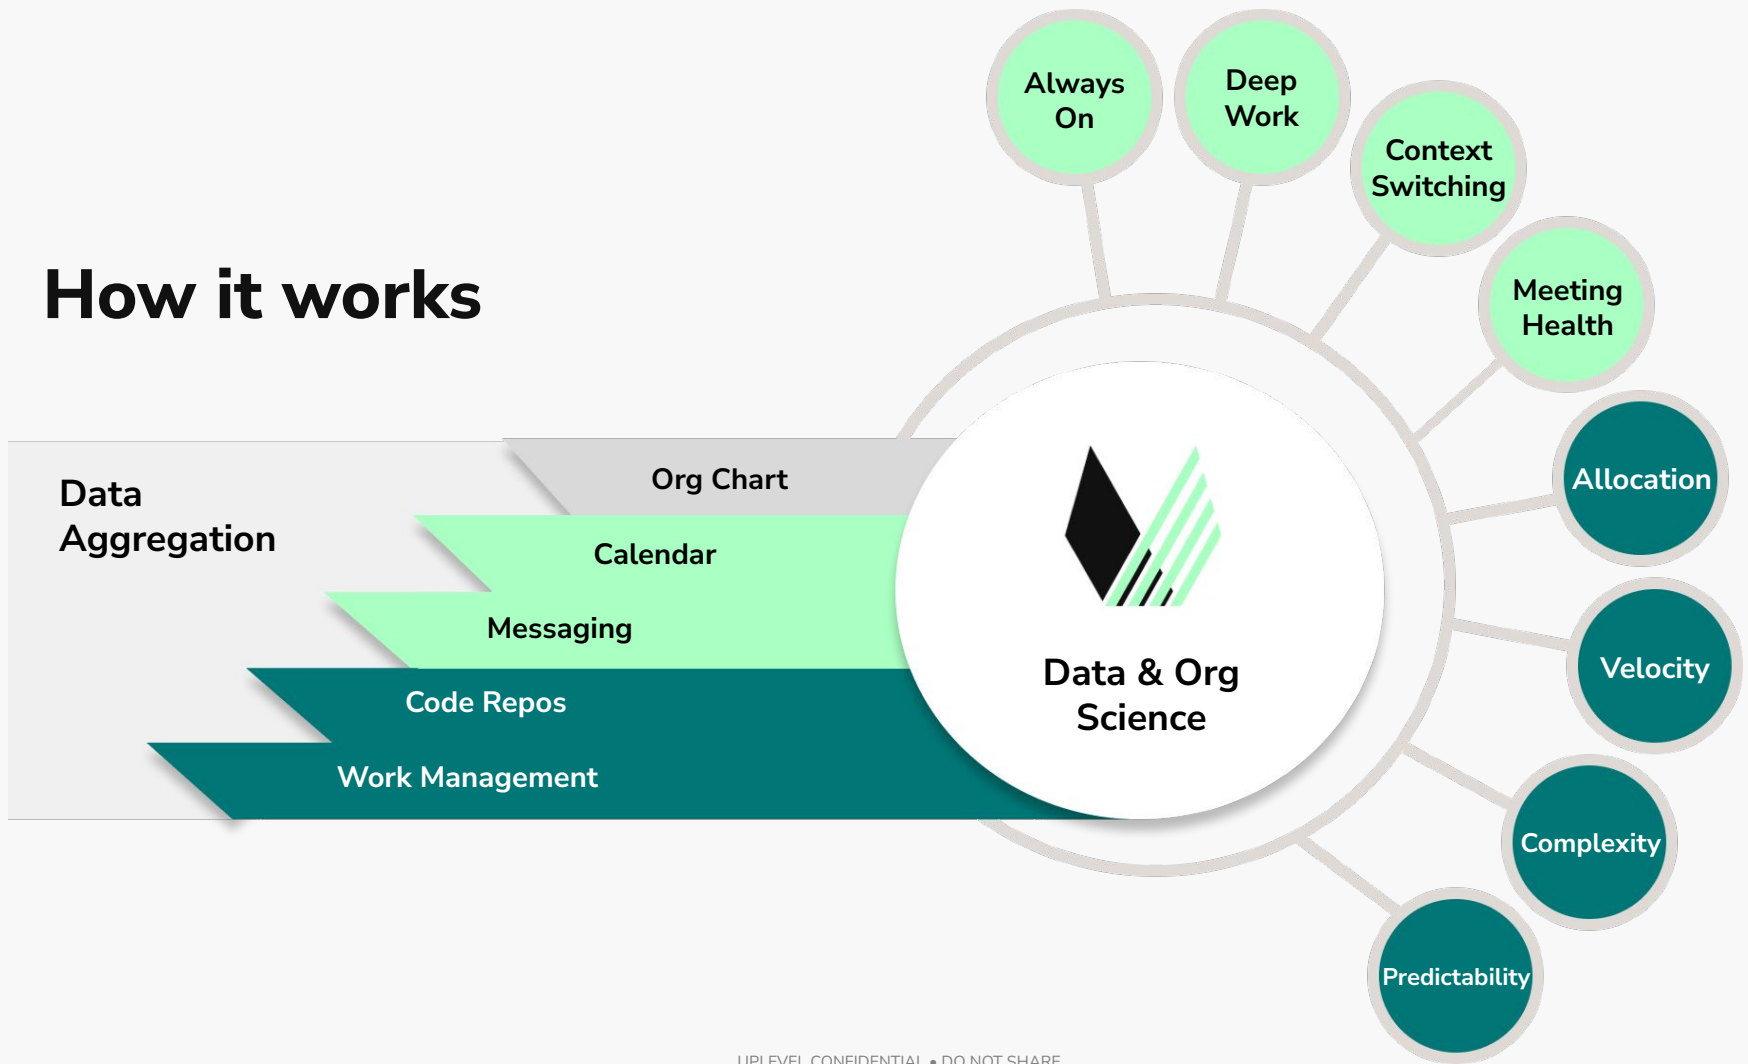 How it works
Data
Aggregation
Org Chart
Calendar
Messaging
Code Repos
Work Management
Data & Org
Science
Always
On
Deep
Work
Context
Switching
Meeting
Health
Allocation
Velocity
Complexity
Predictability
UPLEVEL CONFIDENTIAL • DO NOT SHARE